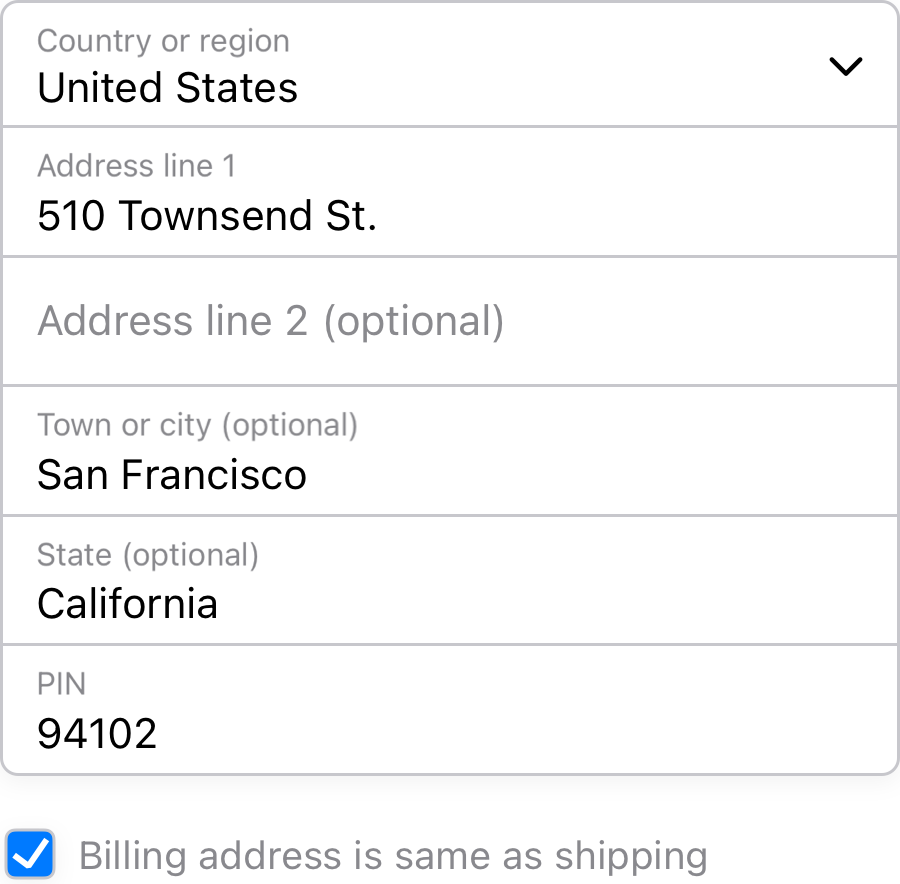 Country or region
United States
Address line 1
510 Townsend St.
Address line 2 (optional)
Town or city (optional)
San Francisco
State (optional)
California
PIN
94102
Billing address is same as shipping